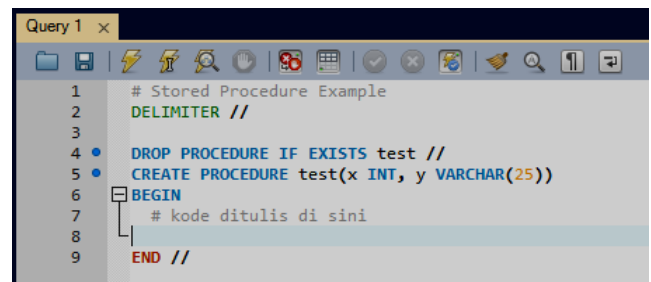 Query 1 ×
1 # Stored Procedure Example
2 DELIMITER //
3
4 DROP PROCEDURE IF EXISTS test //
5 CREATE PROCEDURE test(x INT, y VARCHAR(25))
6 BEGIN
7 # kode ditulis di sini
8
9 END //